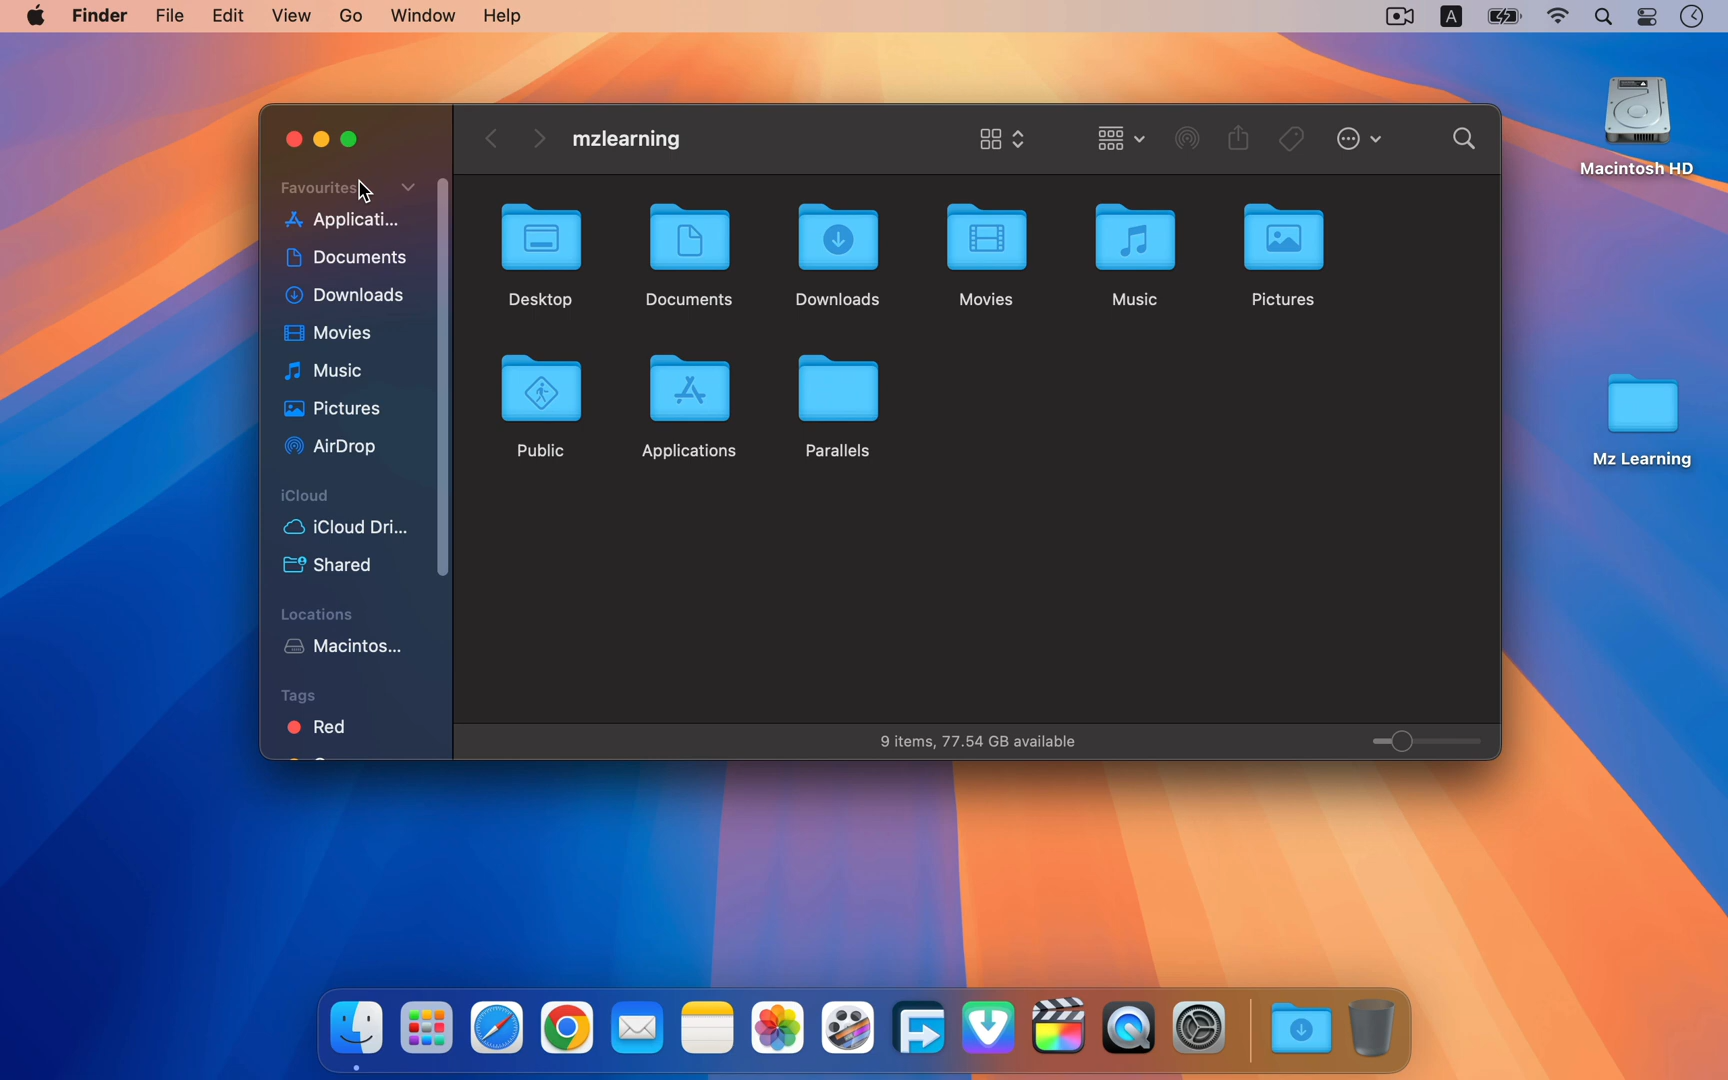 Finder File Edit View Go Window Help A
Macintosh HD
Mz Learning
mzlearning
Favourites
Applicati...
Documents
Downloads
Movies
Music
Pictures
AirDrop
iCloud
iCloud Dri...
Shared
Locations
Macintos...
Tags
Red
Desktop Documents Downloads Movies Music Pictures
Public Applications Parallels
9 items, 77.54 GB available